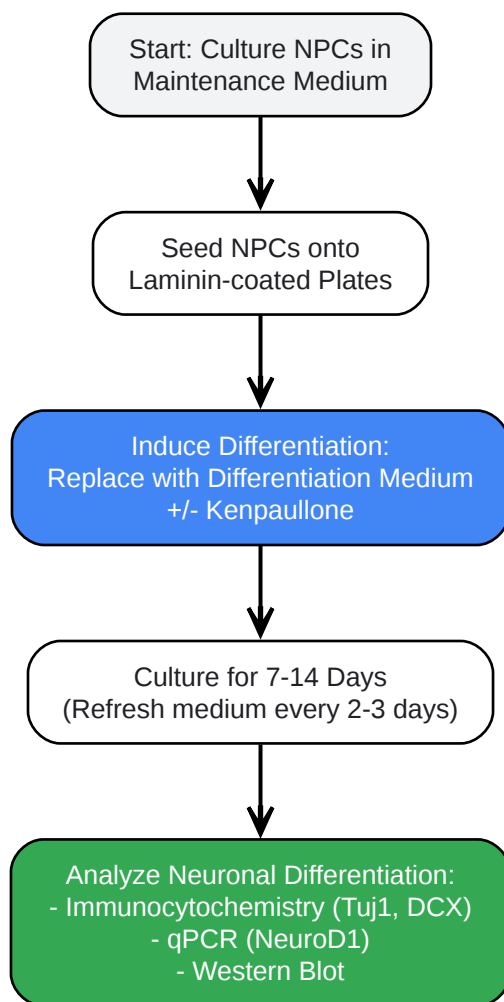 Start: Culture NPCs in
Maintenance Medium
Seed NPCs onto
Laminin-coated Plates
Induce Differentiation:
Replace with Differentiation Medium
+/- Kenpaullone
Culture for 7-14 Days
(Refresh medium every 2-3 days)
Analyze Neuronal Differentiation:
- Immunocytochemistry (Tuj1, DCX)
- qPCR (NeuroD1)
- Western Blot